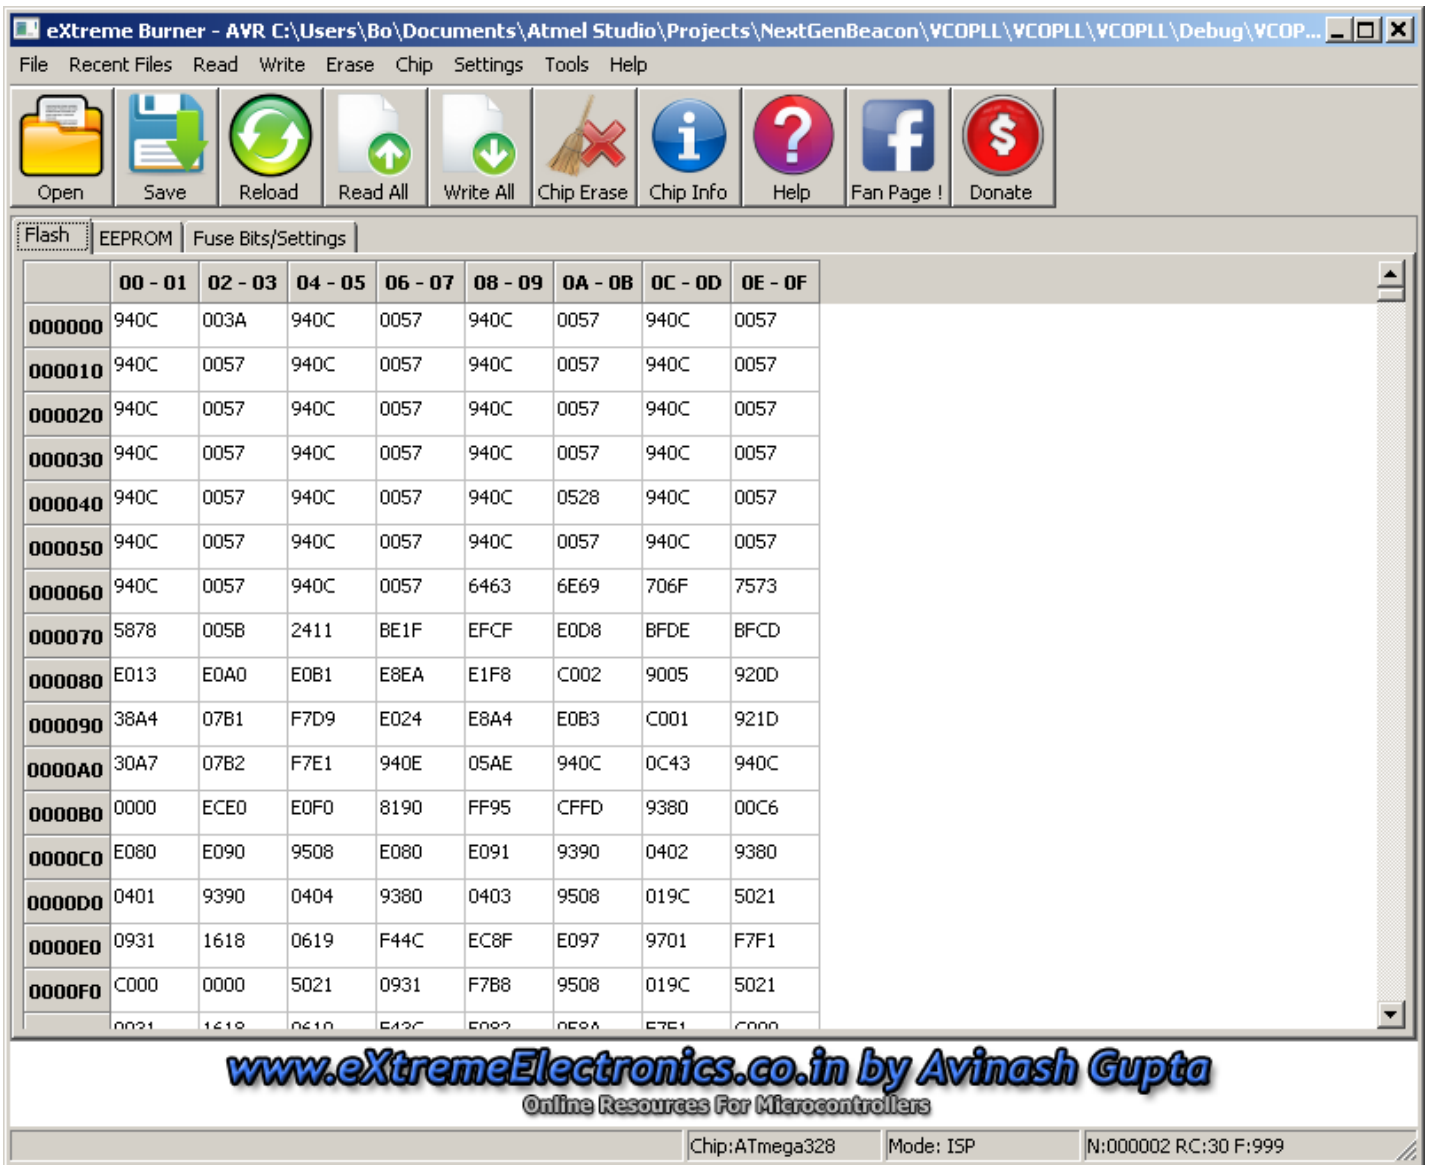 eXtreme Burner - AVR C:\Users\Bo\Documents\Atmel Studio\Projects\NextGenBeacon\VCOPLL\VCOPLL\VCOPLL\Debug\VCOP...
File Recent Files Read Write Erase Chip Settings Tools Help
Open Save Reload Read All Write All Chip Erase Chip Info Help Fan Page ! Donate
Flash EEPROM Fuse Bits/Settings
00 - 01 02 - 03 04 - 05 06 - 07 08 - 09 0A - 0B 0C - 0D 0E - 0F
000000 940C 003A 940C 0057 940C 0057 940C 0057
000010 940C 0057 940C 0057 940C 0057 940C 0057
000020 940C 0057 940C 0057 940C 0057 940C 0057
000030 940C 0057 940C 0057 940C 0057 940C 0057
000040 940C 0057 940C 0057 940C 0528 940C 0057
000050 940C 0057 940C 0057 940C 0057 940C 0057
000060 940C 0057 940C 0057 6463 6E69 706F 7573
000070 5878 005B 2411 BE1F EFCF E0D8 BFDE BFCD
000080 E013 E0A0 E0B1 E8EA E1F8 C002 9005 920D
000090 38A4 07B1 F7D9 E024 E8A4 E0B3 C001 921D
0000A0 30A7 07B2 F7E1 940E 05AE 940C 0C43 940C
0000B0 0000 ECE0 E0F0 8190 FF95 CFFD 9380 00C6
0000C0 E080 E090 9508 E080 E091 9390 0402 9380
0000D0 0401 9390 0404 9380 0403 9508 019C 5021
0000E0 0931 1618 0619 F44C EC8F E097 9701 F7F1
0000F0 C000 0000 5021 0931 F7B8 9508 019C 5021
www.eXtremeElectronics.co.in by Avinash Gupta
Online Resources For Microcontrollers
Chip:ATmega328 Mode: ISP N:000002 RC:30 F:999